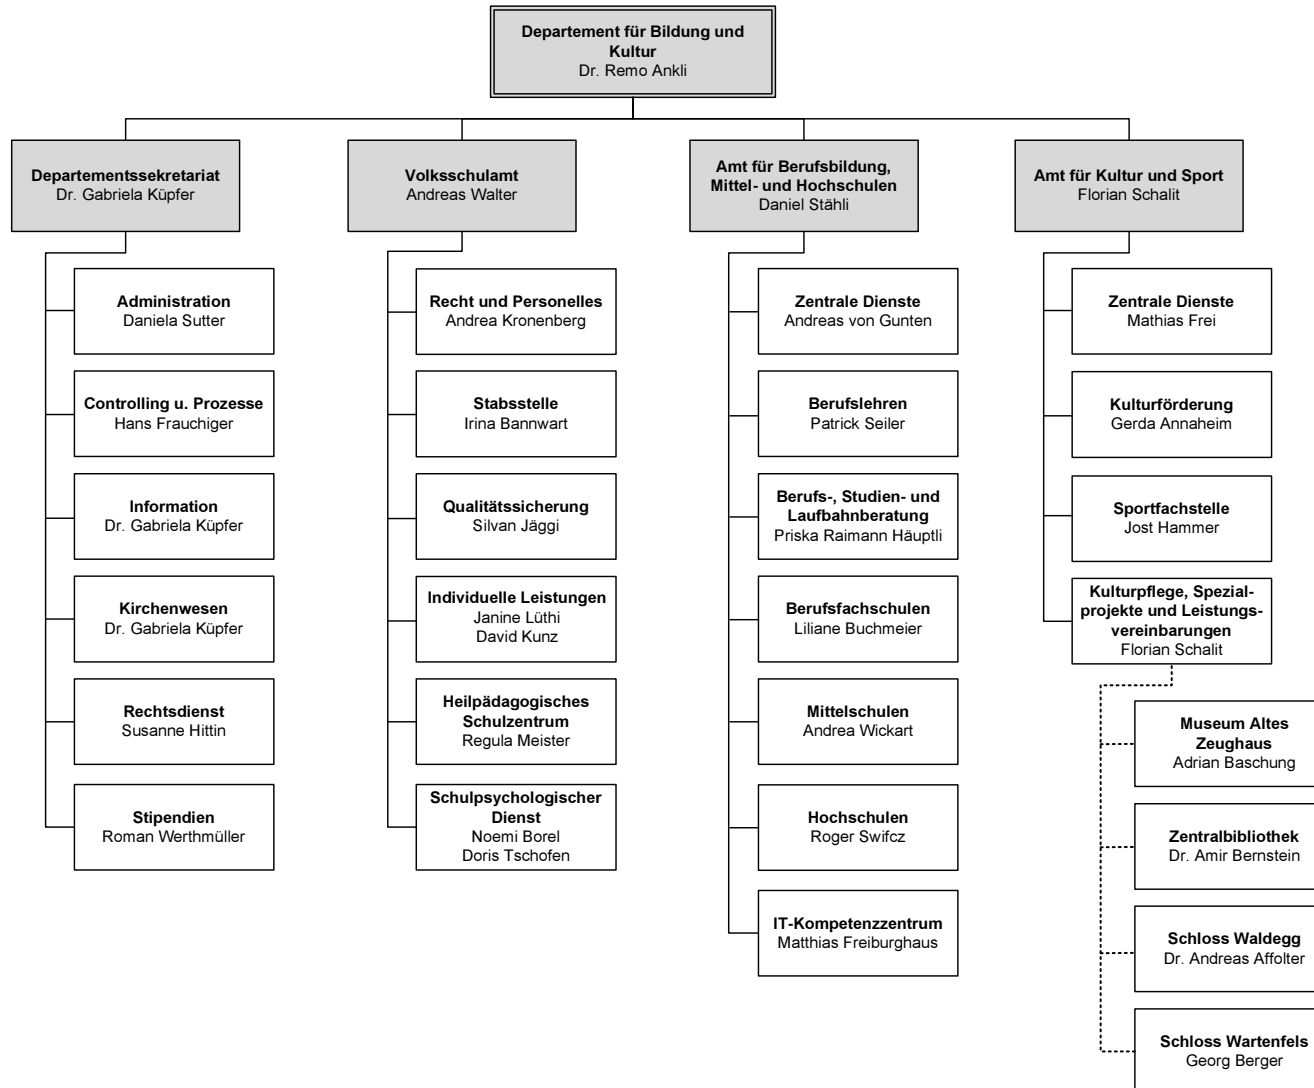 Departement für Bildung und
Kultur
Dr. Remo Ankli
Departementssekretariat
Dr. Gabriela Küpfer
Volksschulamt
Andreas Walter
Amt für Berufsbildung,
Mittel- und Hochschulen
Daniel Stähli
Amt für Kultur und Sport
Florian Schalit
Administration
Daniela Sutter
Controlling u. Prozesse
Hans Frauchiger
Information
Dr. Gabriela Küpfer
Kirchenwesen
Dr. Gabriela Küpfer
Rechtsdienst
Susanne Hittin
Stipendien
Roman Werthmüller
Recht und Personelles
Andrea Kronenberg
Stabsstelle
Irina Bannwart
Qualitätssicherung
Silvan Jäggi
Individuelle Leistungen
Janine Lüthi
David Kunz
Heilpädagogisches
Schulzentrum
Regula Meister
Schulpsychologischer
Dienst
Noemi Borel
Doris Tschofen
Zentrale Dienste
Andreas von Gunten
Berufslehren
Patrick Seiler
Berufs-, Studien- und
Laufbahnberatung
Priska Raimann Häuptli
Berufsfachschulen
Liliane Buchmeier
Mittelschulen
Andrea Wickart
Hochschulen
Roger Swifcz
IT-Kompetenzzentrum
Matthias Freiburghaus
Zentrale Dienste
Mathias Frei
Kulturförderung
Gerda Annaheim
Sportfachstelle
Jost Hammer
Kulturpflege, Spezial-
projekte und Leistungs-
vereinbarungen
Florian Schalit
Museum Altes
Zeughaus
Adrian Baschung
Zentralbibliothek
Dr. Amir Bernstein
Schloss Waldegg
Dr. Andreas Affolter
Schloss Wartenfels
Georg Berger